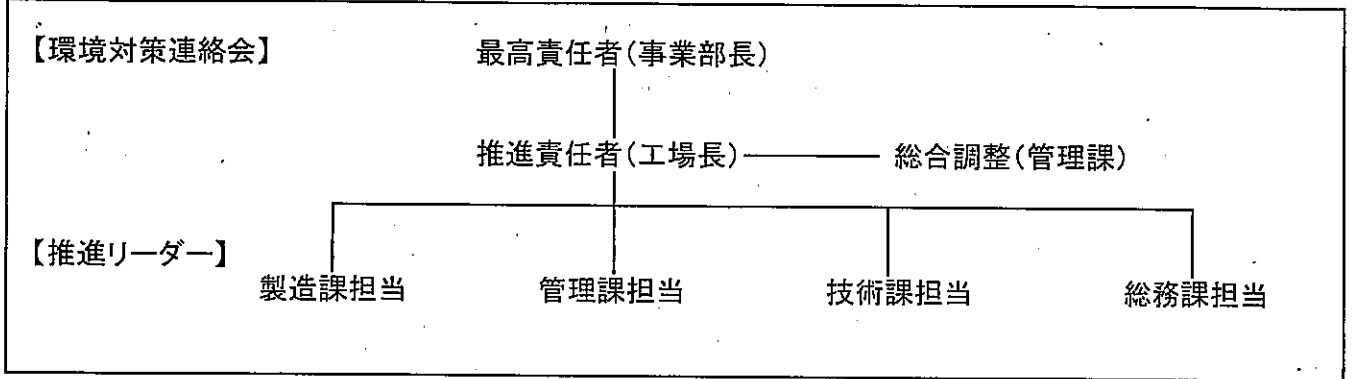 【環境対策連絡会】 最高責任者(事業部長)
推進責任者(工場長) 総合調整(管理課)
【推進リーダー】
製造課担当 管理課担当 技術課担当 総務課担当